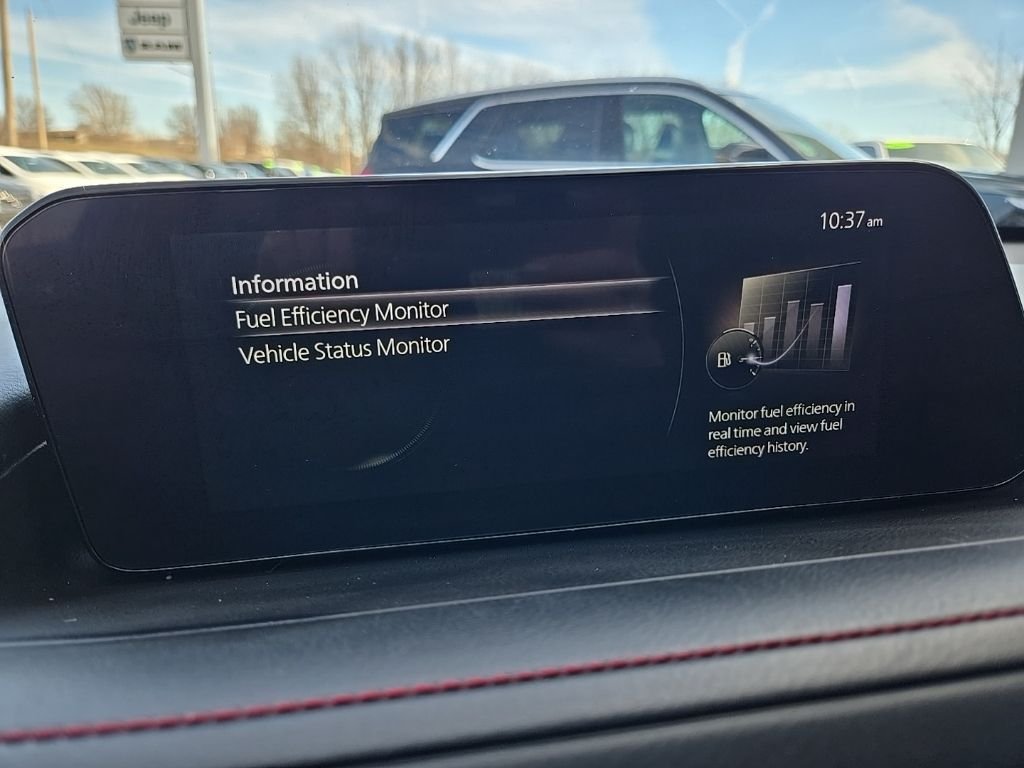 Jeep
10:37 am
Information
Fuel Efficiency Monitor
Vehicle Status Monitor
Monitor fuel efficiency in
real time and view fuel
efficiency history.